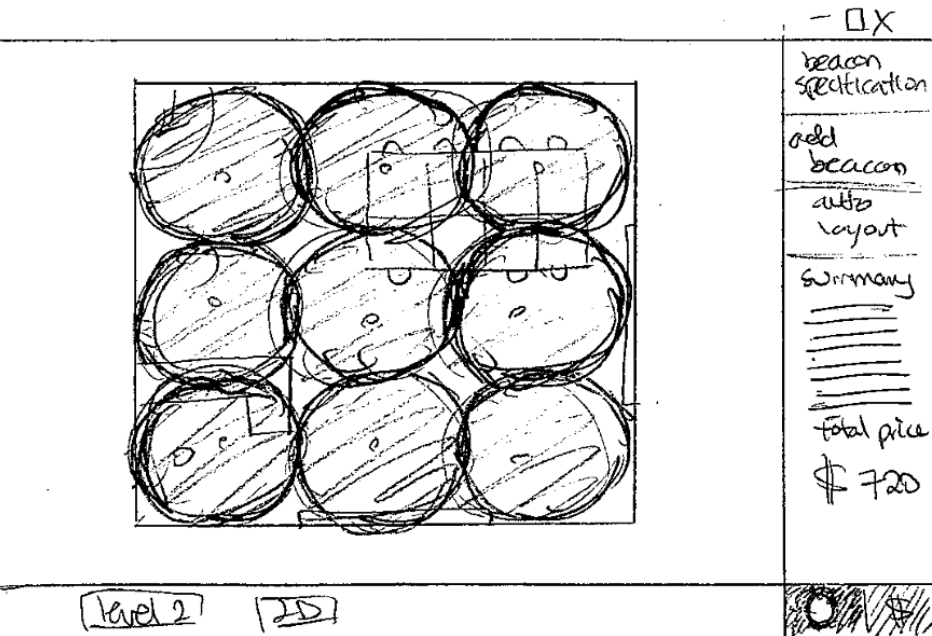 - □ X
beacon
specification
add
beacon
auto
layout
summary
total price
$ 720
level 2
2D
$